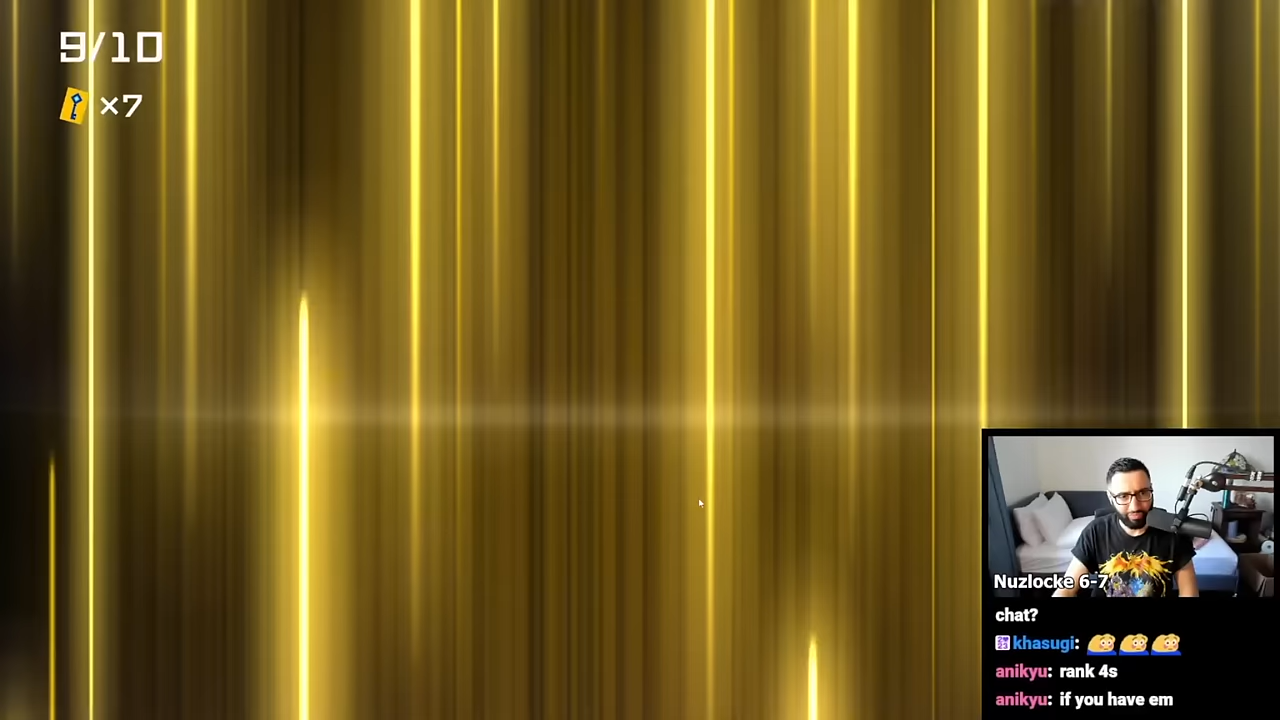 9/10
×7
Nuzlocke 6-7
chat?
khasugi:
anikyu: rank 4s
anikyu: if you have em